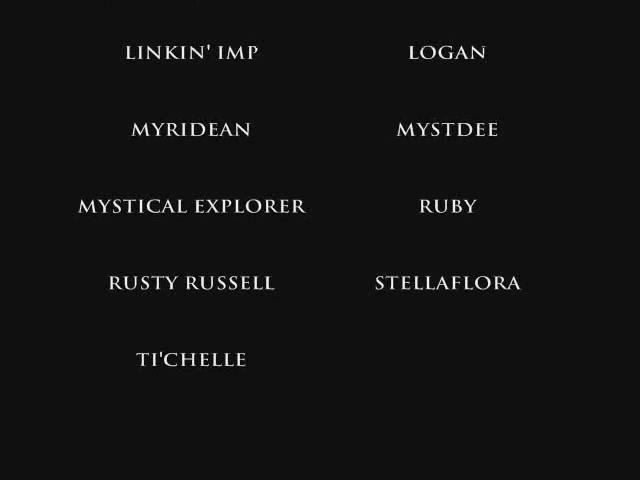 LINKIN' IMP LOGAN
MYRIDEAN MYSTDEE
MYSTICAL EXPLORER RUBY
RUSTY RUSSELL STELLAFLORA
TI'CHELLE